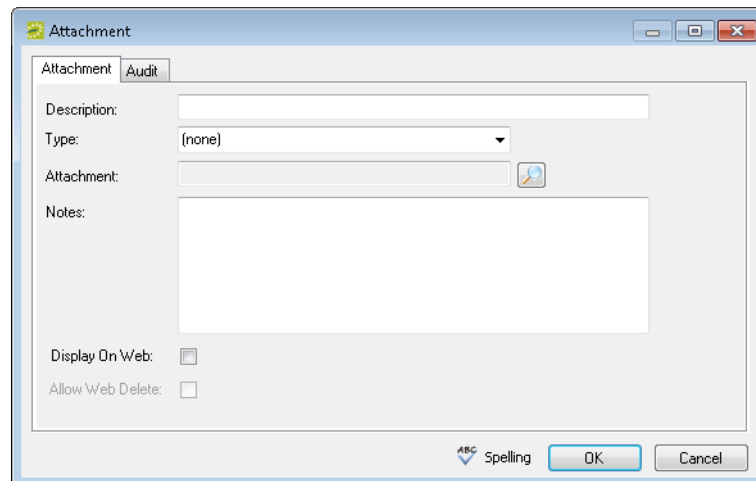 Attachment
Attachment Audit
Description:
Type: (none)
Attachment:
Notes:
Display On Web:
Allow Web Delete:
ABC Spelling OK Cancel